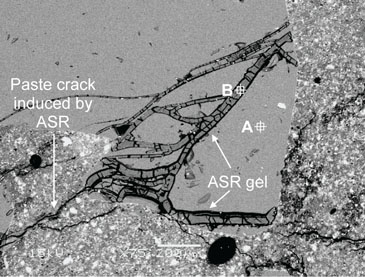 Paste crack
induced by
ASR
B
A
ASR gel